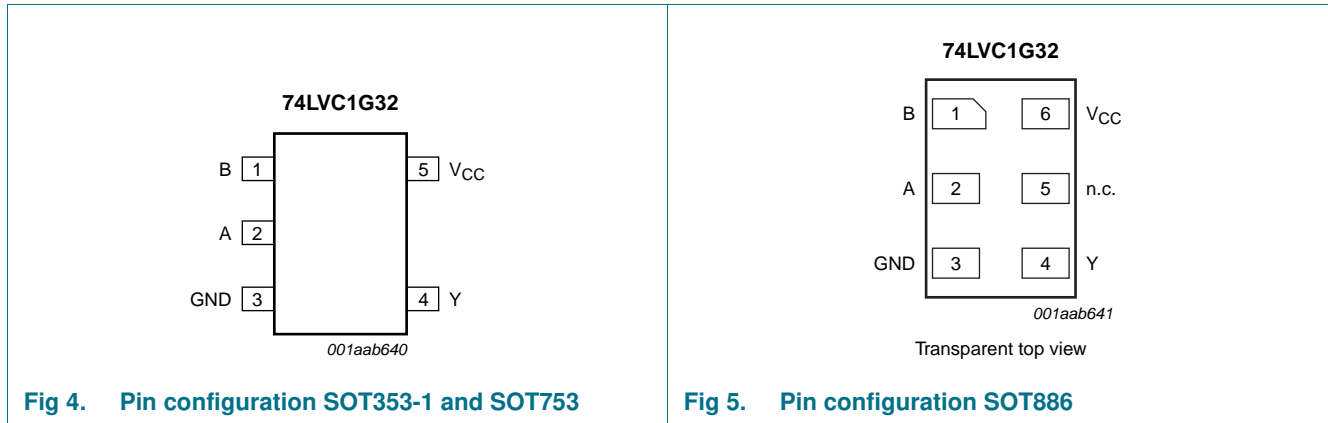 74LVC1G32
B 1
5 VCC
A 2
GND 3
4 Y
001aab640
Fig 4. Pin configuration SOT353-1 and SOT753
74LVC1G32
B 1 6 VCC
A 2 5 n.c.
GND 3 4 Y
001aab641
Transparent top view
Fig 5. Pin configuration SOT886